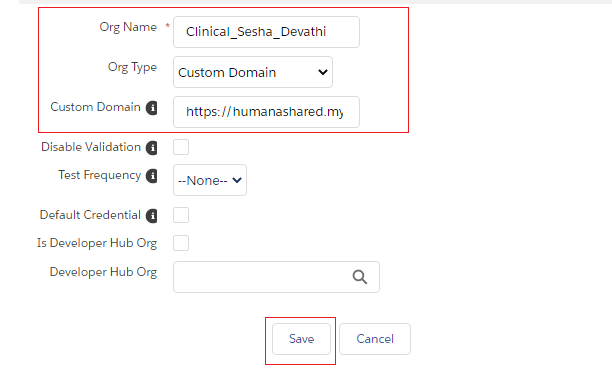 Org Name * Clinical_Sesha_Devathi
Org Type Custom Domain
Custom Domain i https://humanashared.my
Disable Validation i
Test Frequency i --None--
Default Credential i
Is Developer Hub Org
Developer Hub Org
Save Cancel